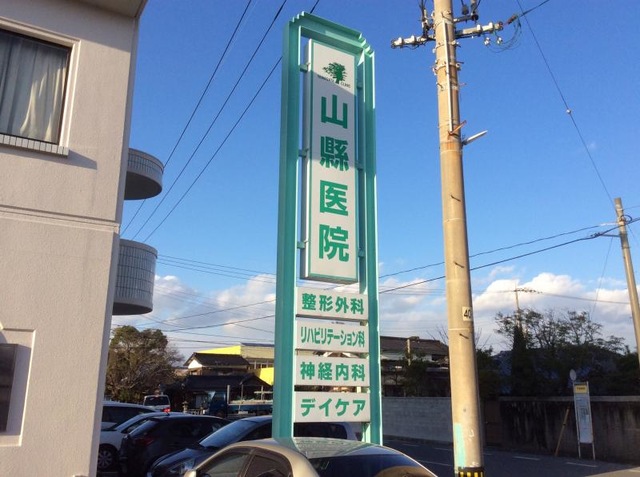 山縣医院
整形外科
リハビリテーション科
神経内科
デイケア